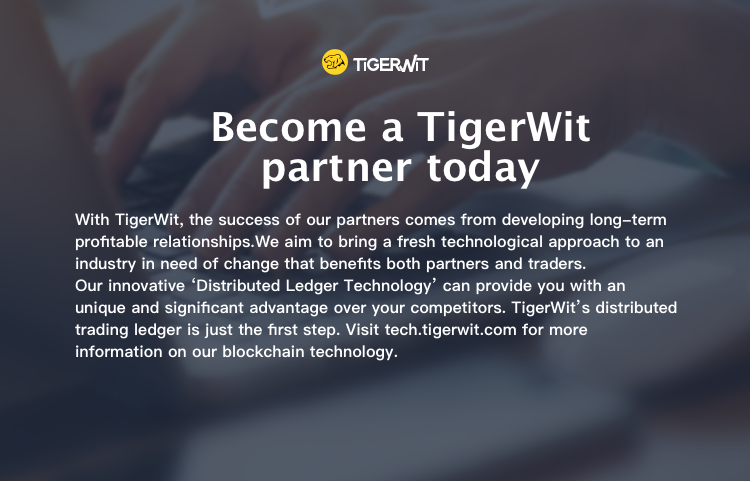 TiGERWiT
Become a TigerWit
partner today
With TigerWit, the success of our partners comes from developing long-term
profitable relationships.We aim to bring a fresh technological approach to an
industry in need of change that benefits both partners and traders.
Our innovative ‘Distributed Ledger Technology’ can provide you with an
unique and significant advantage over your competitors. TigerWit’s distributed
trading ledger is just the first step. Visit tech.tigerwit.com for more
information on our blockchain technology.